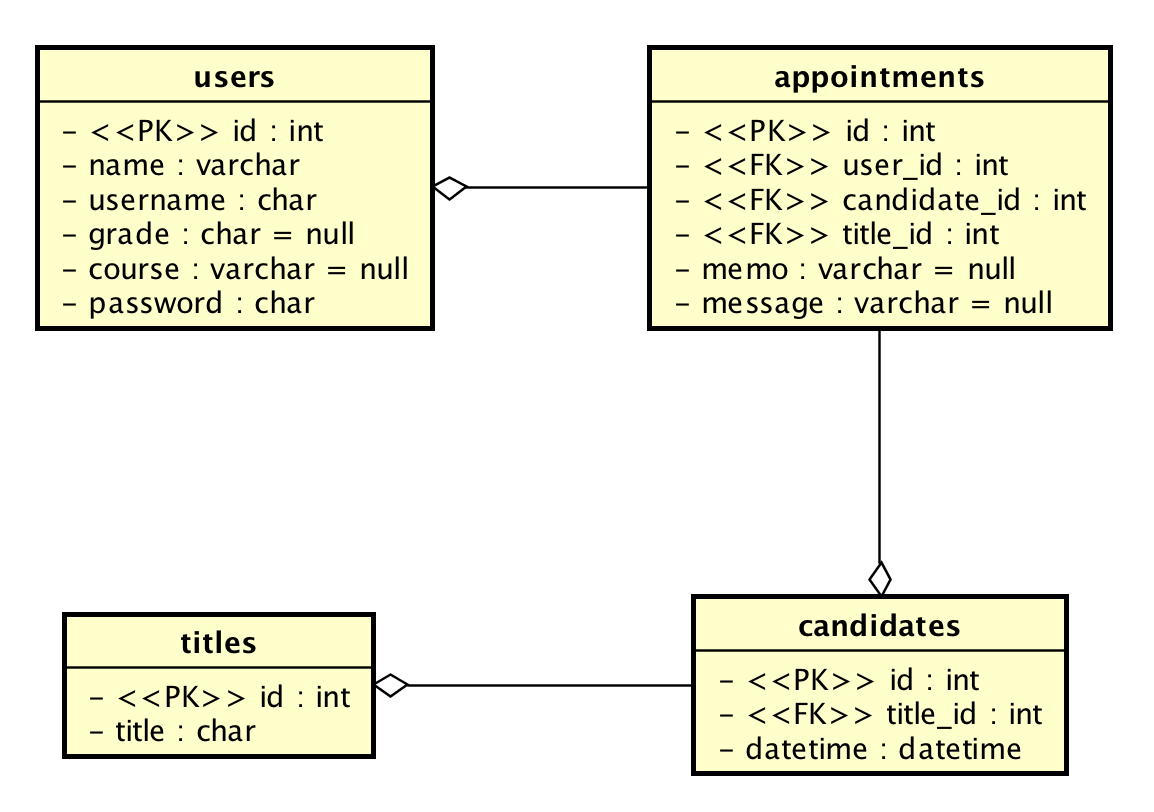 users
– <<PK>> id : int
– name : varchar
– username : char
– grade : char = null
– course : varchar = null
– password : char
appointments
– <<PK>> id : int
– <<FK>> user_id : int
– <<FK>> candidate_id : int
– <<FK>> title_id : int
– memo : varchar = null
– message : varchar = null
titles
– <<PK>> id : int
– title : char
candidates
– <<PK>> id : int
– <<FK>> title_id : int
– datetime : datetime